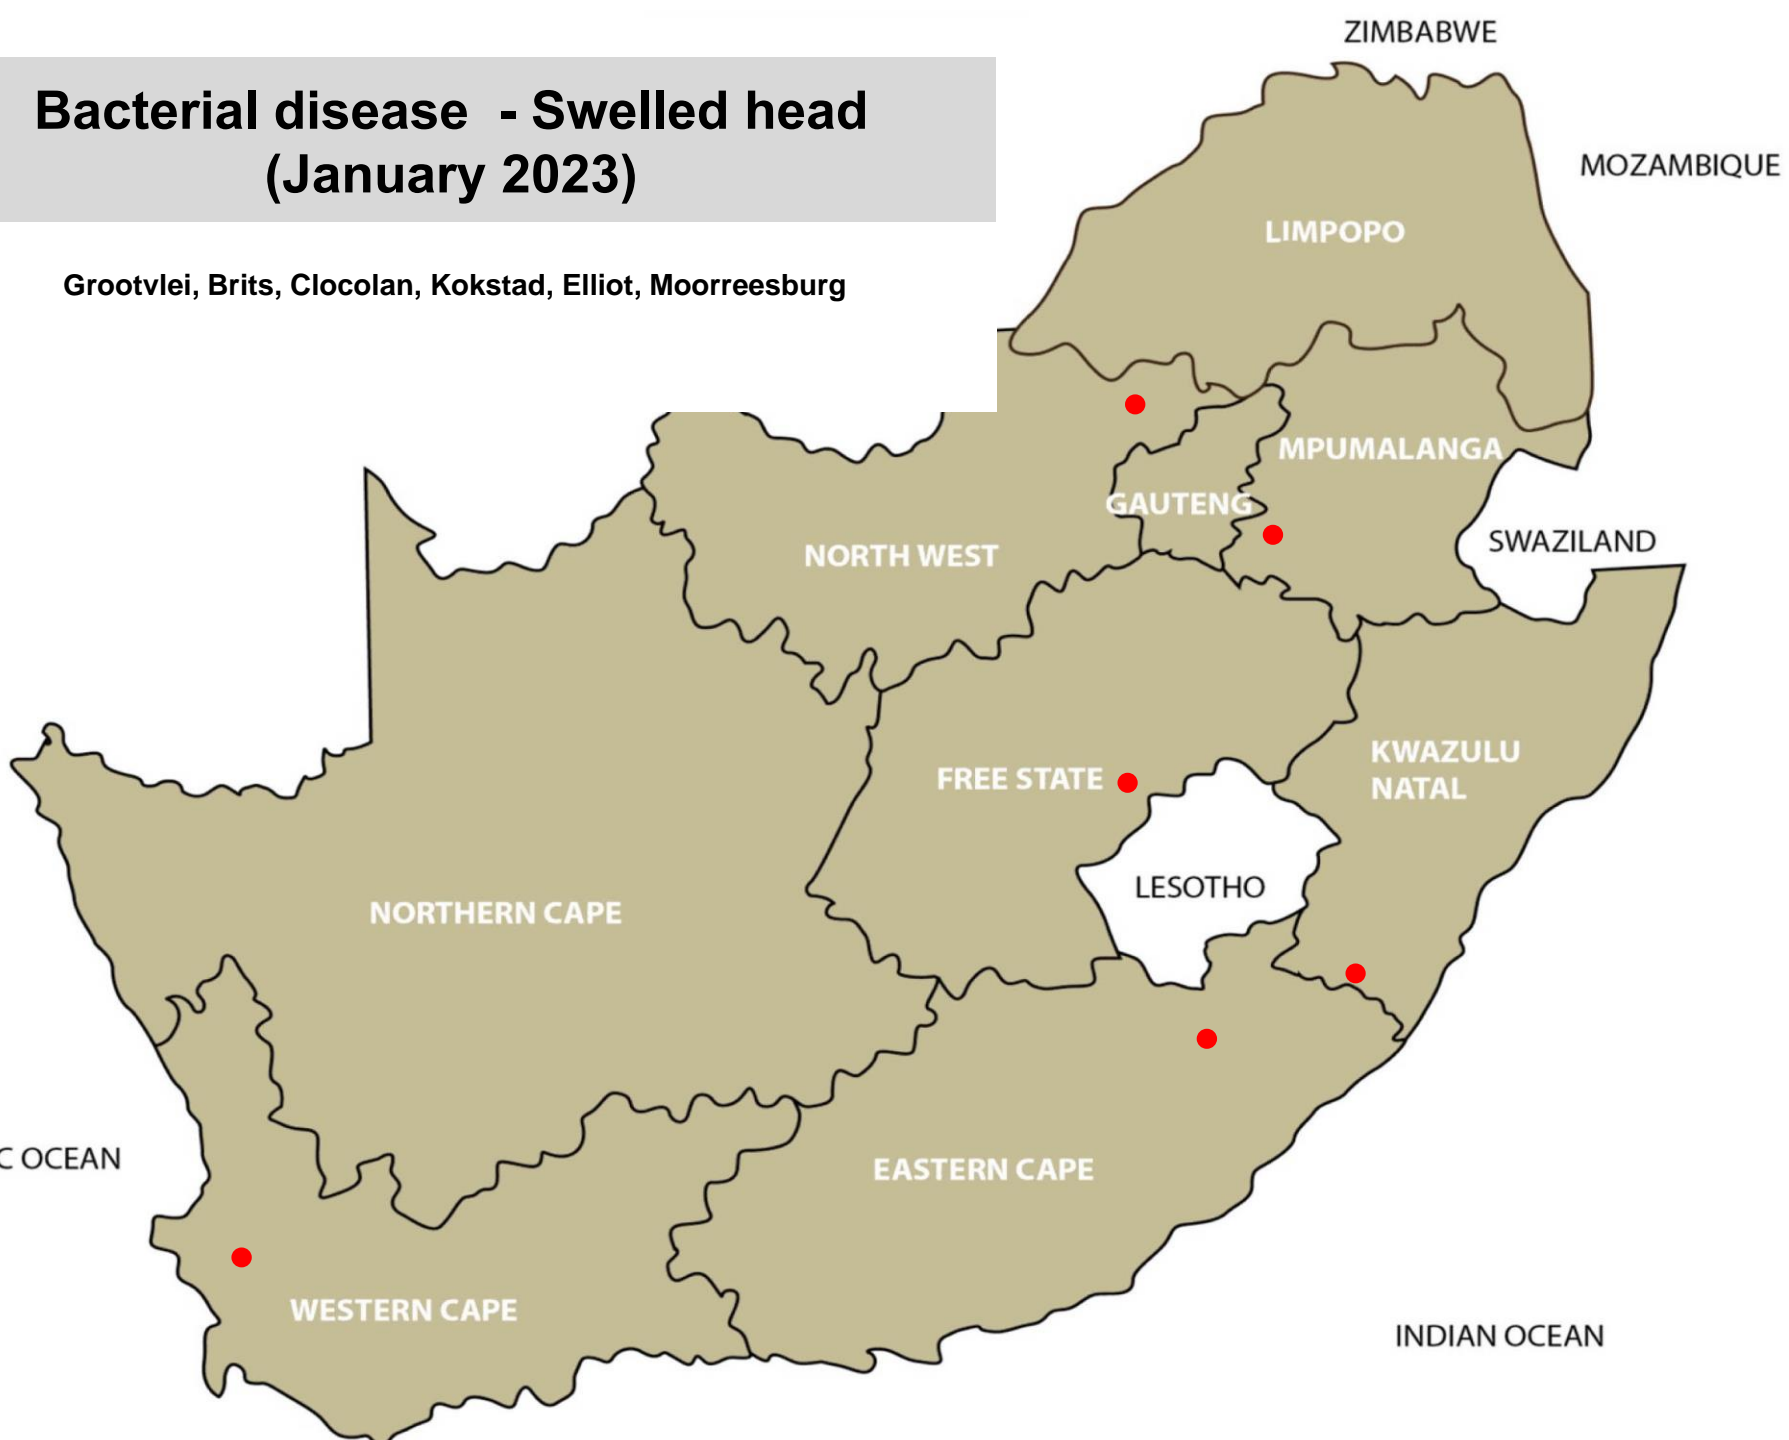 Bacterial disease - Swelled head
(January 2023)
Grootvlei, Brits, Clocolan, Kokstad, Elliot, Moorreesburg
ZIMBABWE
MOZAMBIQUE
LIMPOPO
MPUMALANGA
GAUTENG
NORTH WEST
SWAZILAND
FREE STATE
KWAZULU
NATAL
LESOTHO
NORTHERN CAPE
C OCEAN
EASTERN CAPE
WESTERN CAPE
INDIAN OCEAN